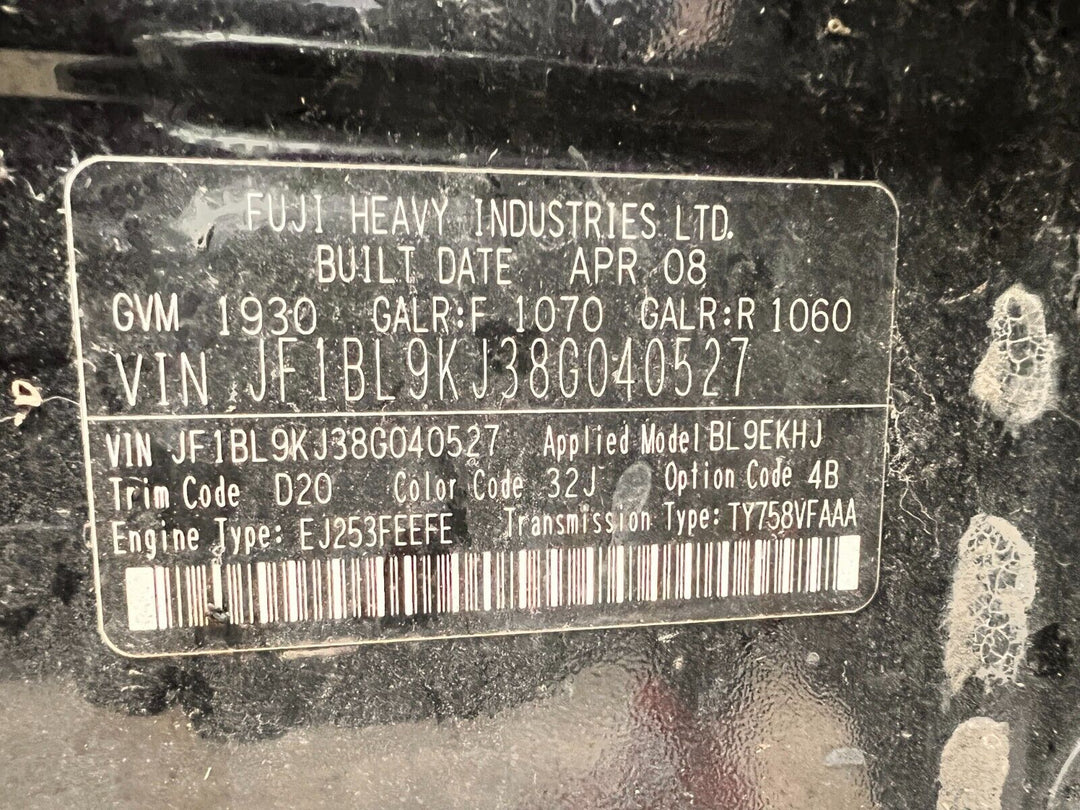 FUJI HEAVY INDUSTRIES LTD.
BUILT DATE APR 08
GVM 1930 GALR:F 1070 GALR:R 1060
VIN JF1BL9KJ38G040527
VIN JF1BL9KJ38G040527 Applied Model BL9EKHJ
Trim Code D20 Color Code 32J Option Code 4B
Engine Type: EJ253FEEFE Transmission Type: TY758VFAAA